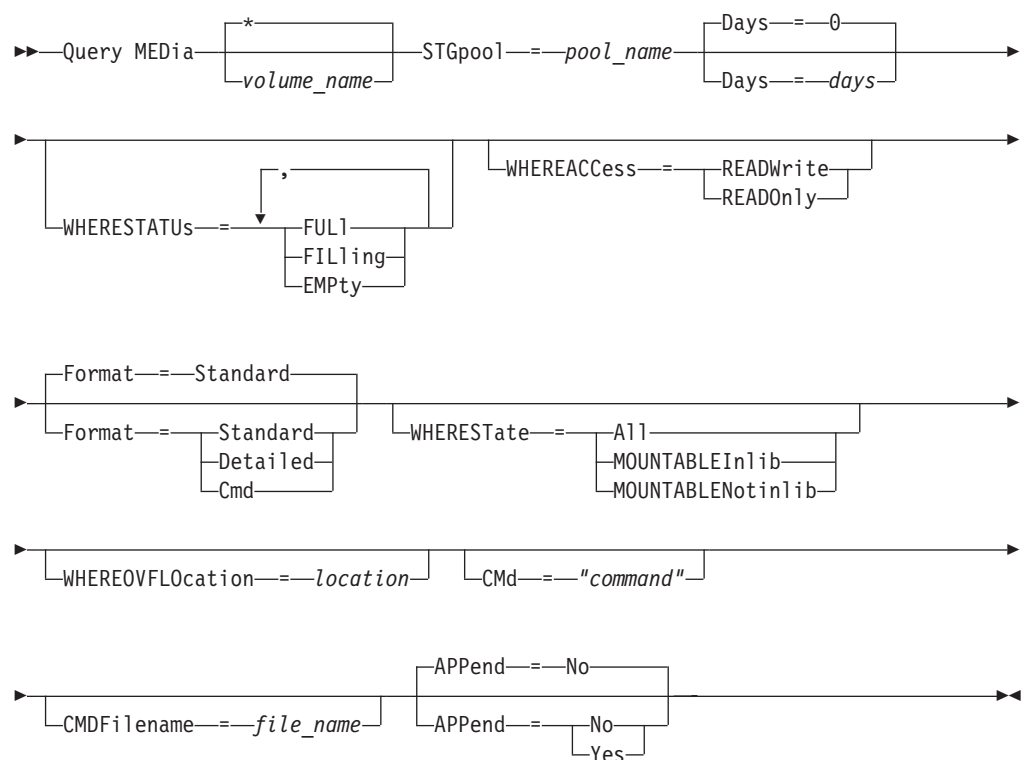 *
Days = 0
Query MEDia STGpool = pool_name
volume_name Days = days
,
WHERESTATUs = FULl
FILling
EMPty
WHEREACCess = READWrite
READOnly
Format = Standard
Format = Standard
Detailed
Cmd
WHEREState = All
MOUNTABLEInlib
MOUNTABLENotinlib
WHEREOVFLOcation = location CMd = "command"
APPend = No
CMDFilename = file_name APPend = No
Yes